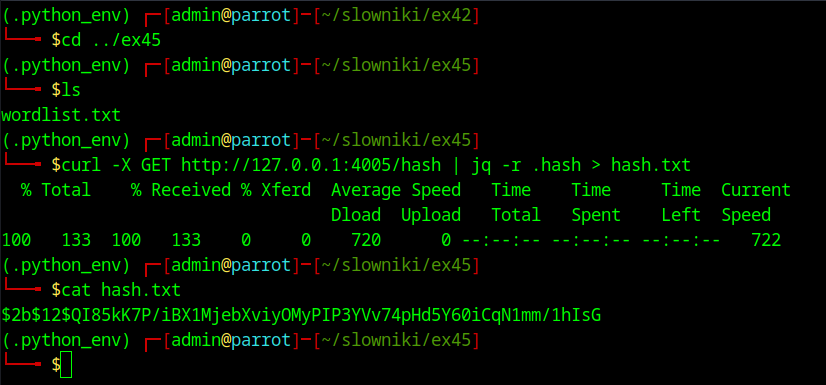 (.python_env) ┌─[admin@parrot]─[~/slowniki/ex42]
└──╼ $cd ../ex45
(.python_env) ┌─[admin@parrot]─[~/slowniki/ex45]
└──╼ $ls
wordlist.txt
(.python_env) ┌─[admin@parrot]─[~/slowniki/ex45]
└──╼ $curl -X GET http://127.0.0.1:4005/hash | jq -r .hash > hash.txt
  % Total    % Received % Xferd  Average Speed   Time    Time     Time  Current
                                 Dload  Upload   Total   Spent    Left  Speed
100   133  100   133    0     0    720      0 --:--:-- --:--:-- --:--:--   722
(.python_env) ┌─[admin@parrot]─[~/slowniki/ex45]
└──╼ $cat hash.txt
$2b$12$QI85kK7P/iBX1MjebXviyOMyPIP3YVv74pHd5Y60iCqN1mm/1hIsG
(.python_env) ┌─[admin@parrot]─[~/slowniki/ex45]
└──╼ $